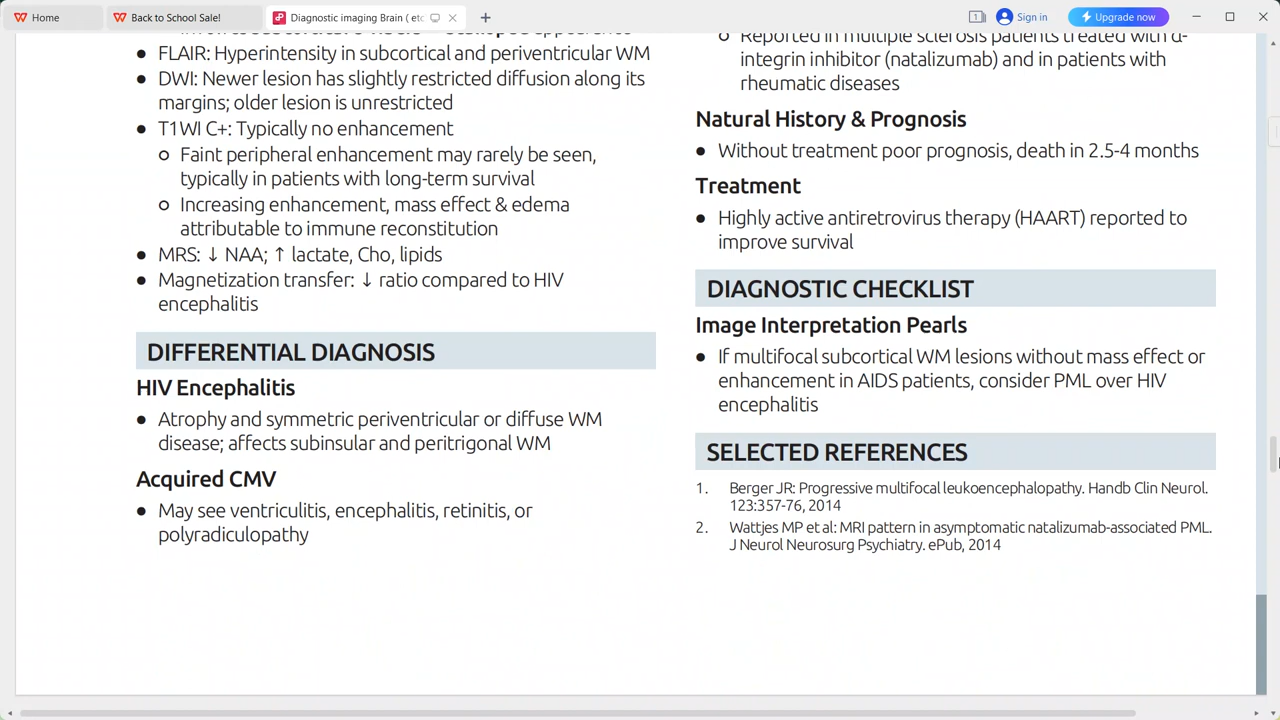 Home
Back to School Sale!
Diagnostic imaging Brain ( etc
1
Sign in
Upgrade now
● FLAIR: Hyperintensity in subcortical and periventricular WM
● DWI: Newer lesion has slightly restricted diffusion along its
margins; older lesion is unrestricted
● T1WI C+: Typically no enhancement
○ Faint peripheral enhancement may rarely be seen,
typically in patients with long-term survival
○ Increasing enhancement, mass effect & edema
attributable to immune reconstitution
● MRS: ↓ NAA; ↑ lactate, Cho, lipids
● Magnetization transfer: ↓ ratio compared to HIV
encephalitis
DIFFERENTIAL DIAGNOSIS
HIV Encephalitis
● Atrophy and symmetric periventricular or diffuse WM
disease; affects subinsular and peritrigonal WM
Acquired CMV
● May see ventriculitis, encephalitis, retinitis, or
polyradiculopathy
○ Reported in multiple sclerosis patients treated with α-
integrin inhibitor (natalizumab) and in patients with
rheumatic diseases
Natural History & Prognosis
● Without treatment poor prognosis, death in 2.5-4 months
Treatment
● Highly active antiretrovirus therapy (HAART) reported to
improve survival
DIAGNOSTIC CHECKLIST
Image Interpretation Pearls
● If multifocal subcortical WM lesions without mass effect or
enhancement in AIDS patients, consider PML over HIV
encephalitis
SELECTED REFERENCES
1. Berger JR: Progressive multifocal leukoencephalopathy. Handb Clin Neurol.
123:357-76, 2014
2. Wattjes MP et al: MRI pattern in asymptomatic natalizumab-associated PML.
J Neurol Neurosurg Psychiatry. ePub, 2014